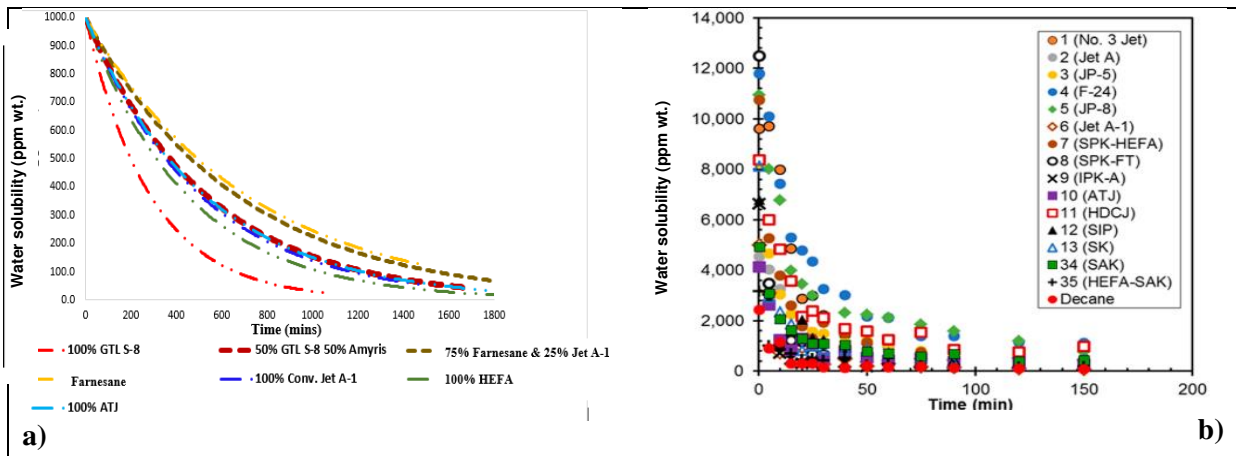 Water solubility (ppm wt.)
1000.0
900.0
800.0
700.0
600.0
500.0
400.0
300.0
200.0
100.0
0.0
0 200 400 600 800 1000 1200 1400 1600 1800
Time (mins)
100% GTL S-8 50% GTL S-8 50% Amyris 75% Farnesane & 25% Jet A-1
Farnesane 100% Conv. Jet A-1 100% HEFA
100% ATJ
a)
Water solubility (ppm wt.)
14,000
12,000
10,000
8,000
6,000
4,000
2,000
0
0 50 100 150 200
Time (min)
1 (No. 3 Jet)
2 (Jet A)
3 (JP-5)
4 (F-24)
5 (JP-8)
6 (Jet A-1)
7 (SPK-HEFA)
8 (SPK-FT)
9 (IPK-A)
10 (ATJ)
11 (HDCJ)
12 (SIP)
13 (SK)
34 (SAK)
35 (HEFA-SAK)
Decane
b)